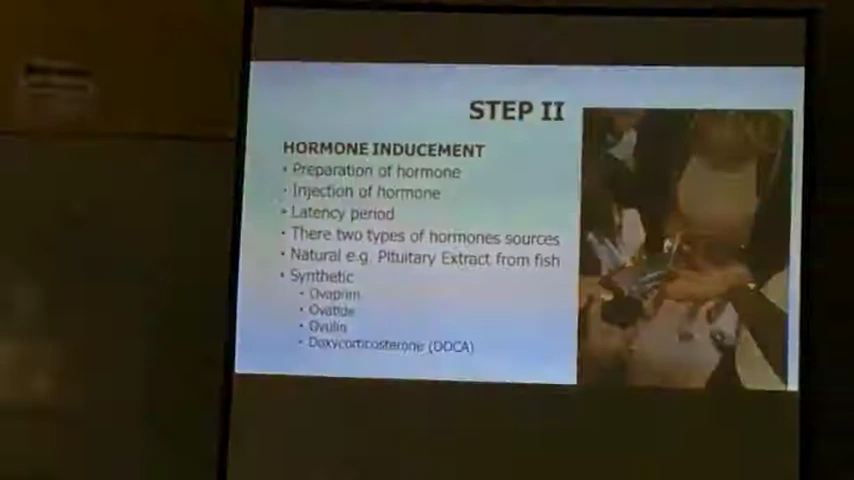 STEP II
HORMONE INDUCEMENT
• Preparation of hormone
• Injection of hormone
• Latency period
• There two types of hormones sources
• Natural e.g. Pituitary Extract from fish
• Synthetic
• Ovaprim
• Ovatide
• Ovulin
• Doxycorticosterone (DOCA)